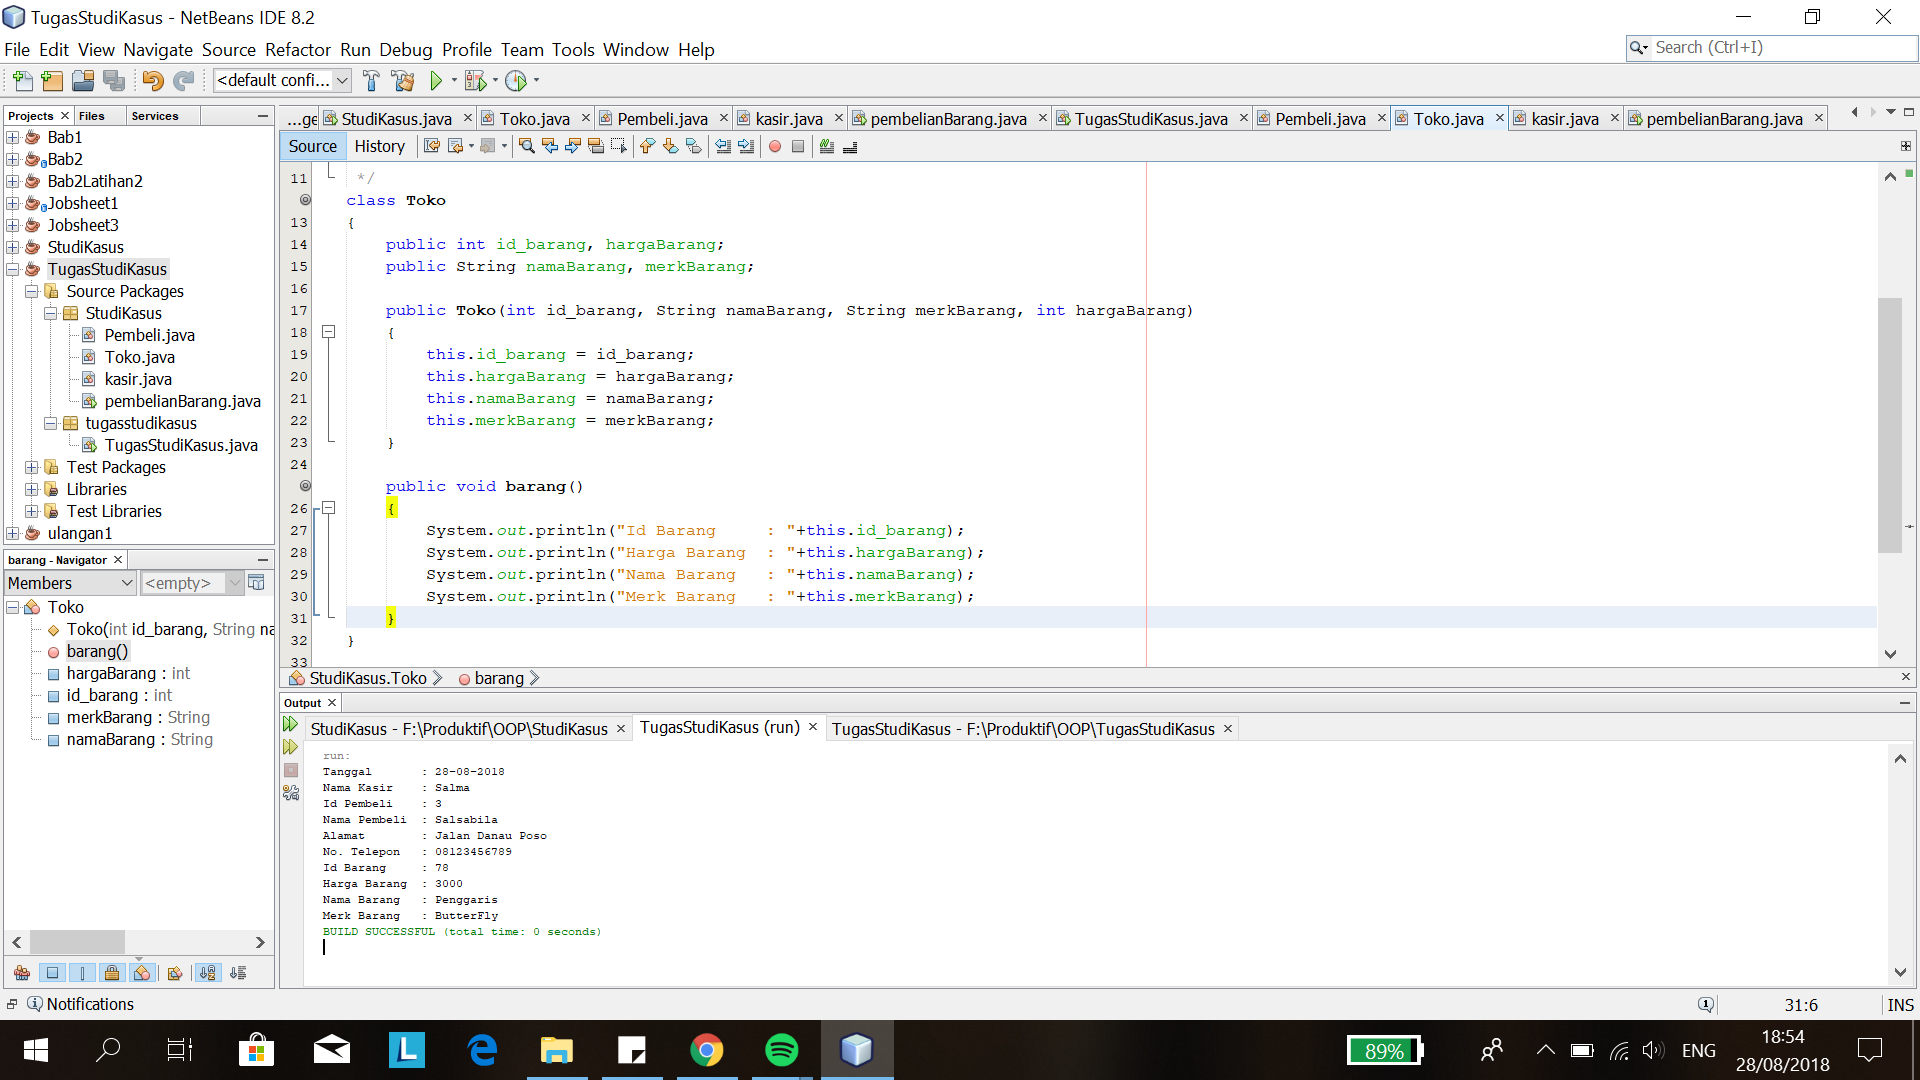 TugasStudiKasus - NetBeans IDE 8.2
File Edit View Navigate Source Refactor Run Debug Profile Team Tools Window Help
Search (Ctrl+I)
<default confi...
Projects Files Services
Bab1
Bab2
Bab2Latihan2
Jobsheet1
Jobsheet3
StudiKasus
TugasStudiKasus
Source Packages
StudiKasus
Pembeli.java
Toko.java
kasir.java
pembelianBarang.java
tugasstudikasus
TugasStudiKasus.java
Test Packages
Libraries
Test Libraries
ulangan1
barang - Navigator
Members <empty>
Toko
Toko(int id_barang, String na
barang()
hargaBarang : int
id_barang : int
merkBarang : String
namaBarang : String
...ge StudiKasus.java Toko.java Pembeli.java kasir.java pembelianBarang.java TugasStudiKasus.java Pembeli.java Toko.java kasir.java pembelianBarang.java
Source History
11 */
class Toko
13 {
14 public int id_barang, hargaBarang;
15 public String namaBarang, merkBarang;
16
17 public Toko(int id_barang, String namaBarang, String merkBarang, int hargaBarang)
18 {
19 this.id_barang = id_barang;
20 this.hargaBarang = hargaBarang;
21 this.namaBarang = namaBarang;
22 this.merkBarang = merkBarang;
23 }
24
public void barang()
26 {
27 System.out.println("Id Barang     : "+this.id_barang);
28 System.out.println("Harga Barang  : "+this.hargaBarang);
29 System.out.println("Nama Barang   : "+this.namaBarang);
30 System.out.println("Merk Barang   : "+this.merkBarang);
31 }
32 }
33
StudiKasus.Toko barang
Output
StudiKasus - F:\Produktif\OOP\StudiKasus TugasStudiKasus (run) TugasStudiKasus - F:\Produktif\OOP\TugasStudiKasus
run:
Tanggal : 28-08-2018
Nama Kasir : Salma
Id Pembeli : 3
Nama Pembeli : Salsabila
Alamat : Jalan Danau Poso
No. Telepon : 08123456789
Id Barang : 78
Harga Barang : 3000
Nama Barang : Penggaris
Merk Barang : ButterFly
BUILD SUCCESSFUL (total time: 0 seconds)
Notifications
31:6
INS
L
89%
ENG
18:54
28/08/2018